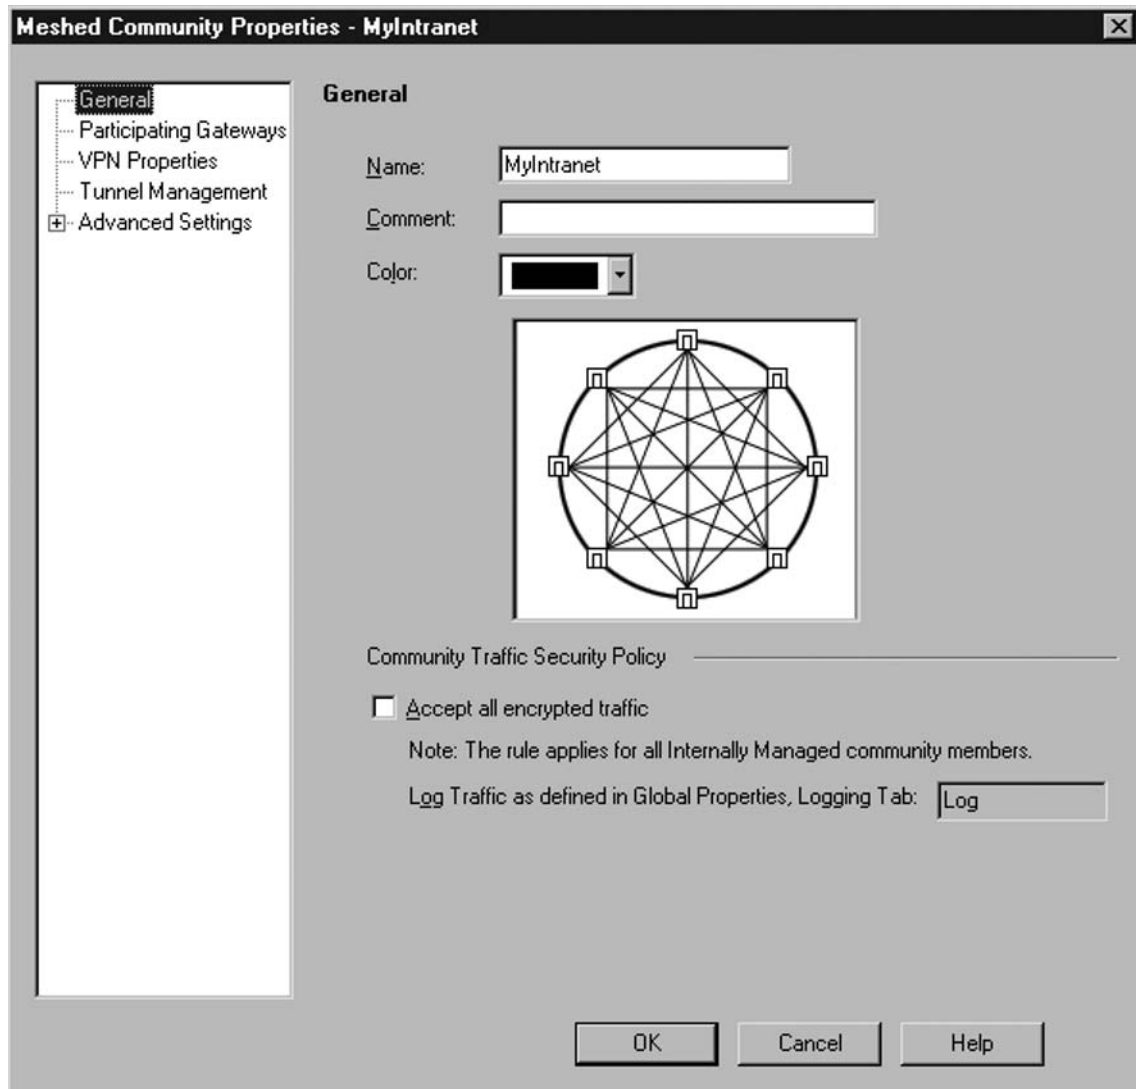 Meshed Community Properties - MyIntranet
General
Participating Gateways
VPN Properties
Tunnel Management
Advanced Settings
General
Name: MyIntranet
Comment:
Color:
Community Traffic Security Policy
Accept all encrypted traffic
Note: The rule applies for all Internally Managed community members.
Log Traffic as defined in Global Properties, Logging Tab: Log
OK Cancel Help